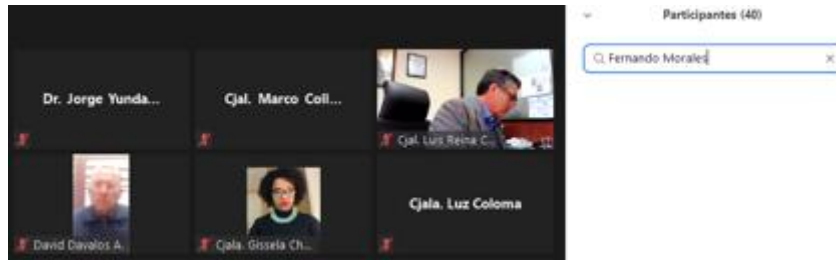 Participantes (40)
Fernando Morales
Dr. Jorge Yunda...
Cjal. Marco Coll...
Cjal. Luis Reina C...
David Davalos A.
Cjala. Gissela Ch...
Cjala. Luz Coloma